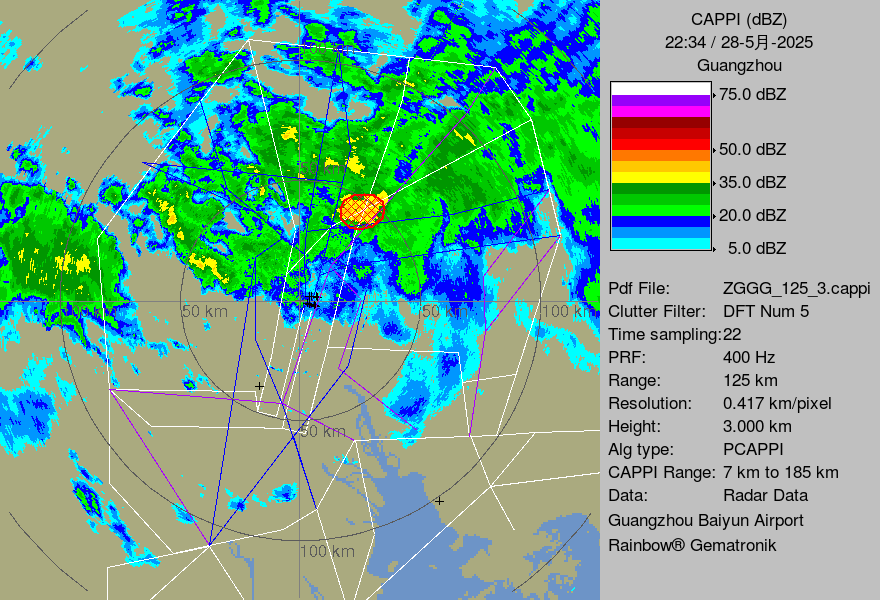 CAPPI (dBZ)
22:34 / 28-5月-2025
Guangzhou
75.0 dBZ
50.0 dBZ
35.0 dBZ
20.0 dBZ
5.0 dBZ
Pdf File: ZGGG_125_3.cappi
Clutter Filter: DFT Num 5
Time sampling:22
PRF: 400 Hz
Range: 125 km
Resolution: 0.417 km/pixel
Height: 3.000 km
Alg type: PCAPPI
CAPPI Range: 7 km to 185 km
Data: Radar Data
Guangzhou Baiyun Airport
Rainbow® Gematronik
50 km
50 km
100 km
50 km
100 km